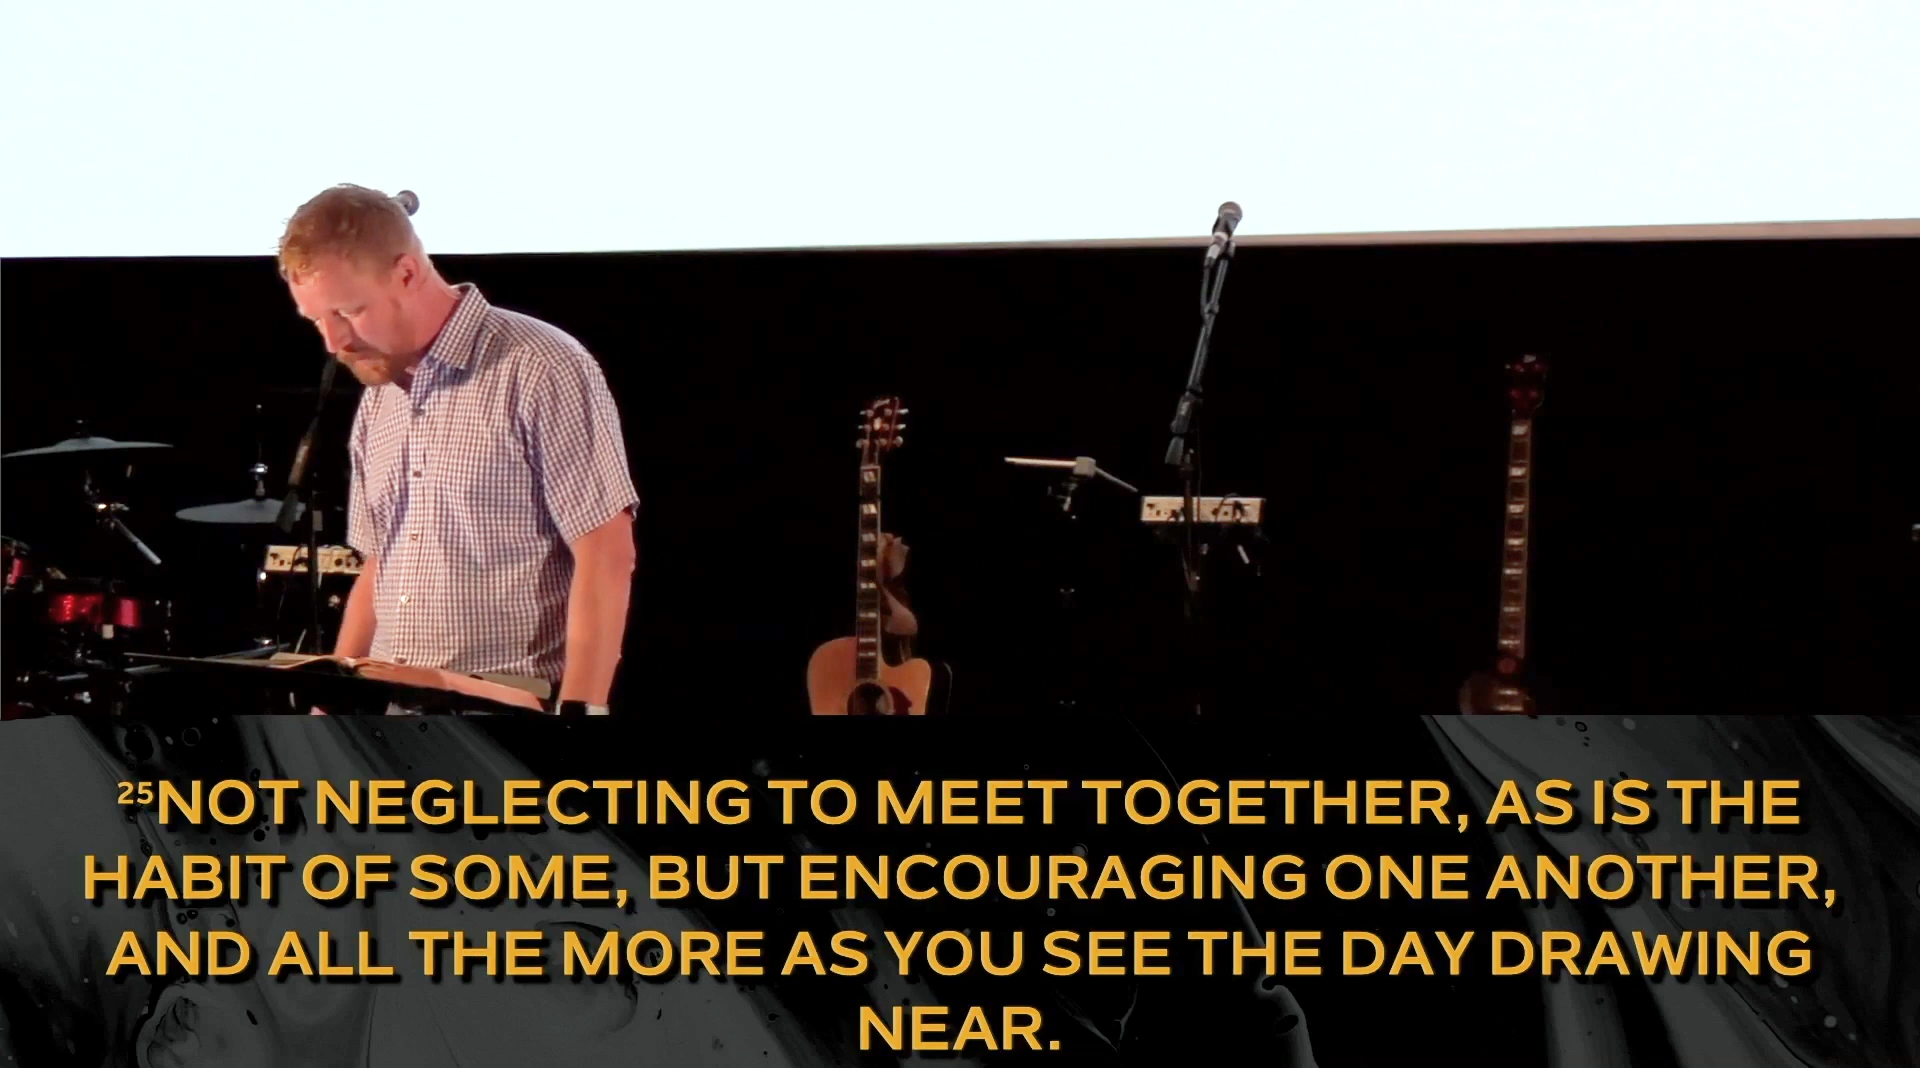 ²⁵NOT NEGLECTING TO MEET TOGETHER, AS IS THE
HABIT OF SOME, BUT ENCOURAGING ONE ANOTHER,
AND ALL THE MORE AS YOU SEE THE DAY DRAWING
NEAR.